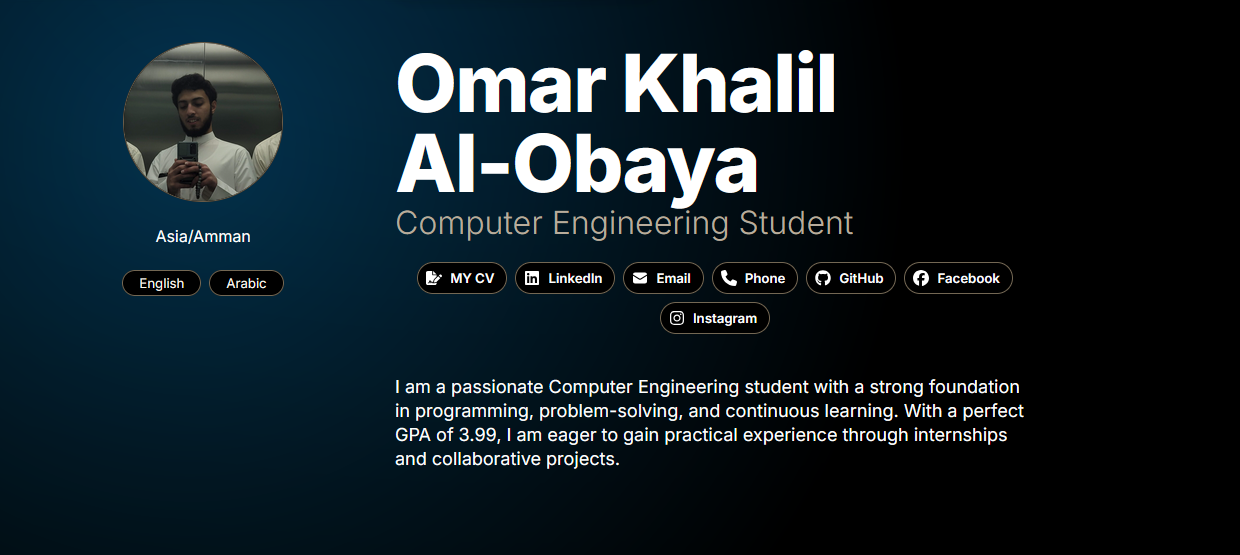 Omar Khalil
Al-Obaya
Computer Engineering Student
Asia/Amman
English
Arabic
MY CV
LinkedIn
Email
Phone
GitHub
Facebook
Instagram
I am a passionate Computer Engineering student with a strong foundation
in programming, problem-solving, and continuous learning. With a perfect
GPA of 3.99, I am eager to gain practical experience through internships
and collaborative projects.